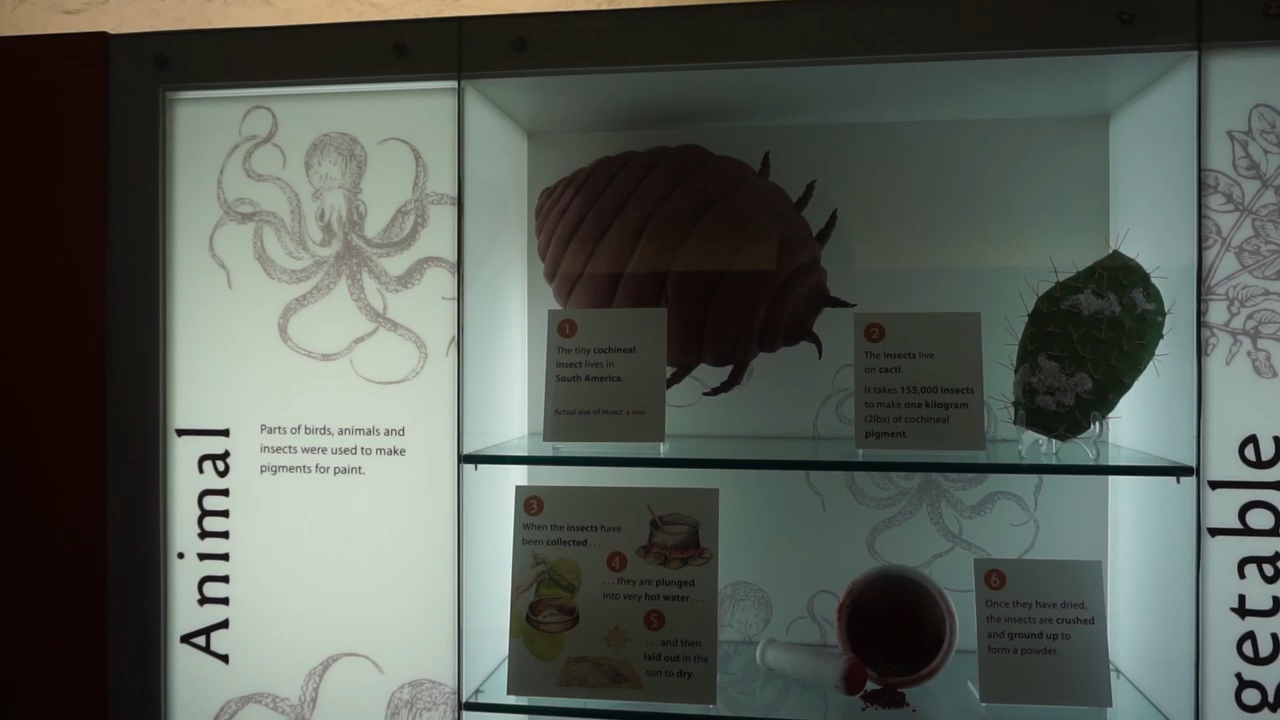 Animal
Parts of birds, animals and
insects were used to make
pigments for paint.
1
The tiny cochineal
insect lives in
South America.
Actual size of insect
2
The insects live
on cacti.
It takes 155,000 insects
to make one kilogram
(2lbs) of cochineal
pigment.
3
When the insects have
been collected...
4
...they are plunged
into very hot water...
5
...and then
laid out in the
sun to dry.
6
Once they have dried,
the insects are crushed
and ground up to
form a powder.
getable